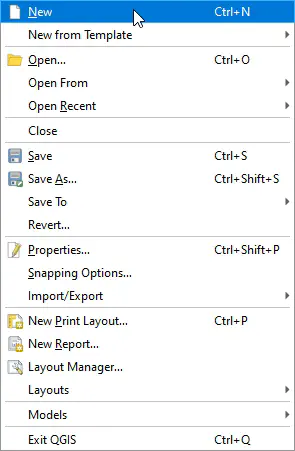 New Ctrl+N
New from Template
Open... Ctrl+O
Open From
Open Recent
Close
Save Ctrl+S
Save As... Ctrl+Shift+S
Save To
Revert...
Properties... Ctrl+Shift+P
Snapping Options...
Import/Export
New Print Layout... Ctrl+P
New Report...
Layout Manager...
Layouts
Models
Exit QGIS Ctrl+Q